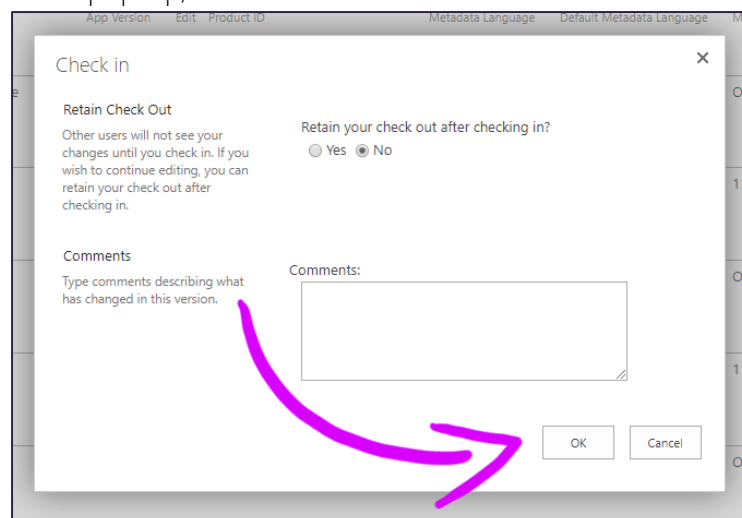 App Version Edit Product ID Metadata Language Default Metadata Language
Check in
Retain Check Out
Other users will not see your
changes until you check in. If you
wish to continue editing, you can
retain your check out after
checking in.
Retain your check out after checking in?
Yes No
Comments
Type comments describing what
has changed in this version.
Comments:
OK Cancel